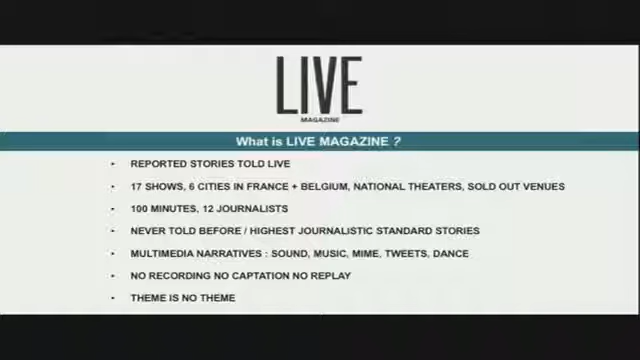 LIVE
MAGAZINE
What is LIVE MAGAZINE ?
• REPORTED STORIES TOLD LIVE
• 17 SHOWS, 6 CITIES IN FRANCE + BELGIUM, NATIONAL THEATERS, SOLD OUT VENUES
• 100 MINUTES, 12 JOURNALISTS
• NEVER TOLD BEFORE / HIGHEST JOURNALISTIC STANDARD STORIES
• MULTIMEDIA NARRATIVES : SOUND, MUSIC, MIME, TWEETS, DANCE
• NO RECORDING NO CAPTATION NO REPLAY
• THEME IS NO THEME